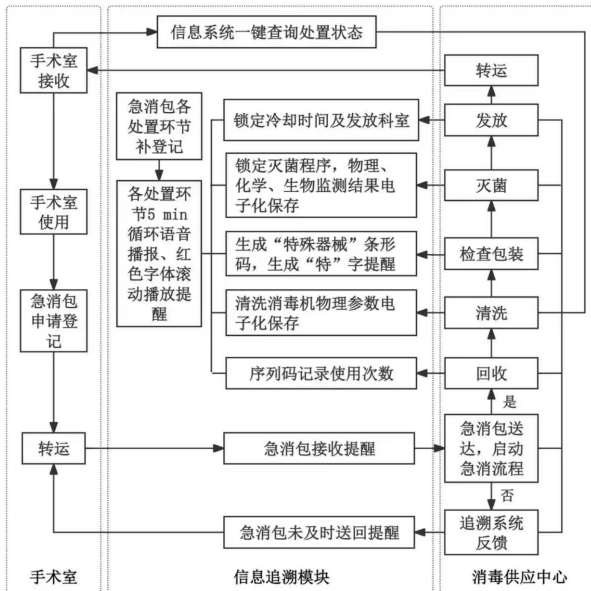 信息系统一键查询处置状态
手术室
接收
转运
急消包各
处置环节
补登记
锁定冷却时间及发放科室
发放
锁定灭菌程序，物理、
化学、生物监测结果电
子化保存
灭菌
手术室
使用
各处置环
节5 min
循环语音
播报、红
色字体滚
动播放提
醒
生成“特殊器械”条形
码，生成“特”字提醒
检查包装
急消包
申请登
记
清洗消毒机物理参数电
子化保存
清洗
序列码记录使用次数
回收
是
转运
急消包接收提醒
急消包送
达，启动
急消流程
否
急消包未及时送回提醒
追溯系统
反馈
手术室
信息追溯模块
消毒供应中心